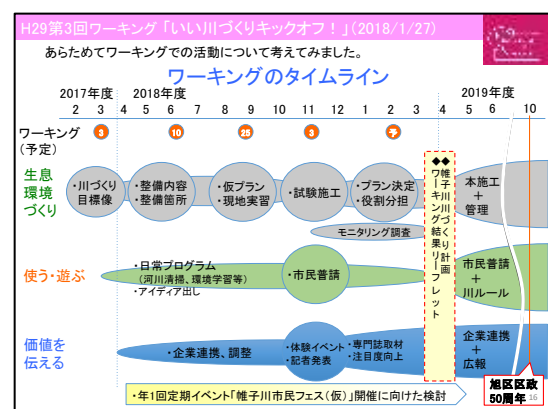 H29第3回ワーキング「いい川づくりキックオフ！」（2018/1/27）
あらためてワーキングでの活動について考えてみました。
ワーキングのタイムライン
2017年度 2018年度 2019年度
2 3 4 5 6 7 8 9 10 11 12 1 2 3 4 5 6 10
ワーキング
（予定）
3 10 25 3 予
生息
環境
づくり
・川づくり
目標像
・整備内容
・整備箇所
・仮プラン
・現地実習
・試験施工
・プラン決定
・役割分担
モニタリング調査
本施工
＋
管理
◆帷子川川づくり計画
◆ワーキング結果リーフレット
使う・遊ぶ
・日常プログラム
（河川清掃、環境学習等）
・アイディア出し
・市民普請
市民普請
＋
川ルール
価値を
伝える
・企業連携、調整
・体験イベント
・記者発表
・専門誌取材
・注目度向上
企業連携
＋
広報
・年1回定期イベント「帷子川市民フェス（仮）」開催に向けた検討
旭区区政
50周年
16